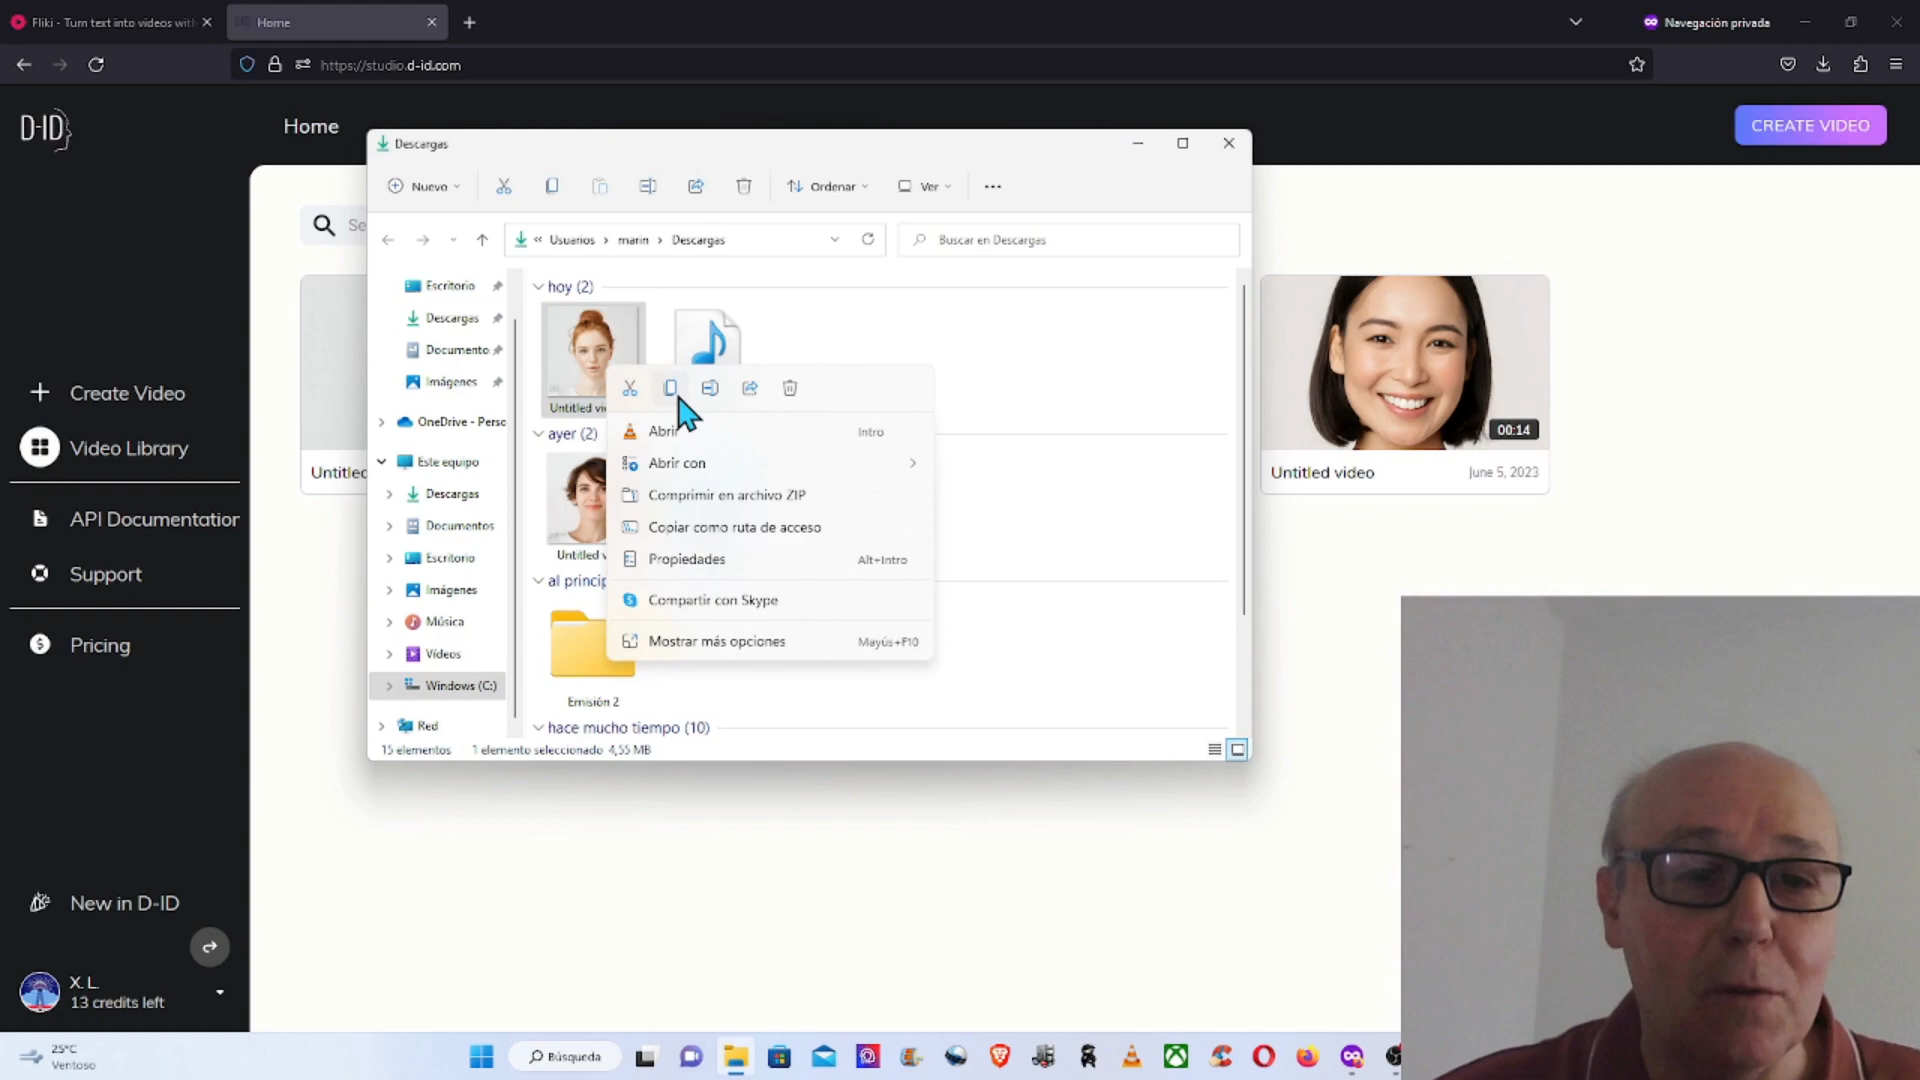 Fliki - Turn text into videos with
Home
Navegación privada
https://studio.d-id.com
D-ID
Home
CREATE VIDEO
Descargas
Nuevo
Ordenar
Ver
Se
« Usuarios > marin > Descargas
Buscar en Descargas
Escritorio
Descargas
Documento
Imágenes
OneDrive - Perso
Este equipo
Descargas
Documentos
Escritorio
Imágenes
Música
Vídeos
Windows (C:)
Red
hoy (2)
Untitled vi
ayer (2)
Untitled v
al princip
Emisión 2
hace mucho tiempo (10)
15 elementos 1 elemento seleccionado 4,55 MB
Abrir Intro
Abrir con
Comprimir en archivo ZIP
Copiar como ruta de acceso
Propiedades Alt+Intro
Compartir con Skype
Mostrar más opciones Mayús+F10
Create Video
Video Library
API Documentation
Support
Pricing
New in D-ID
X. L.
13 credits left
Untitled
00:14
Untitled video June 5, 2023
25°C
Ventoso
Búsqueda